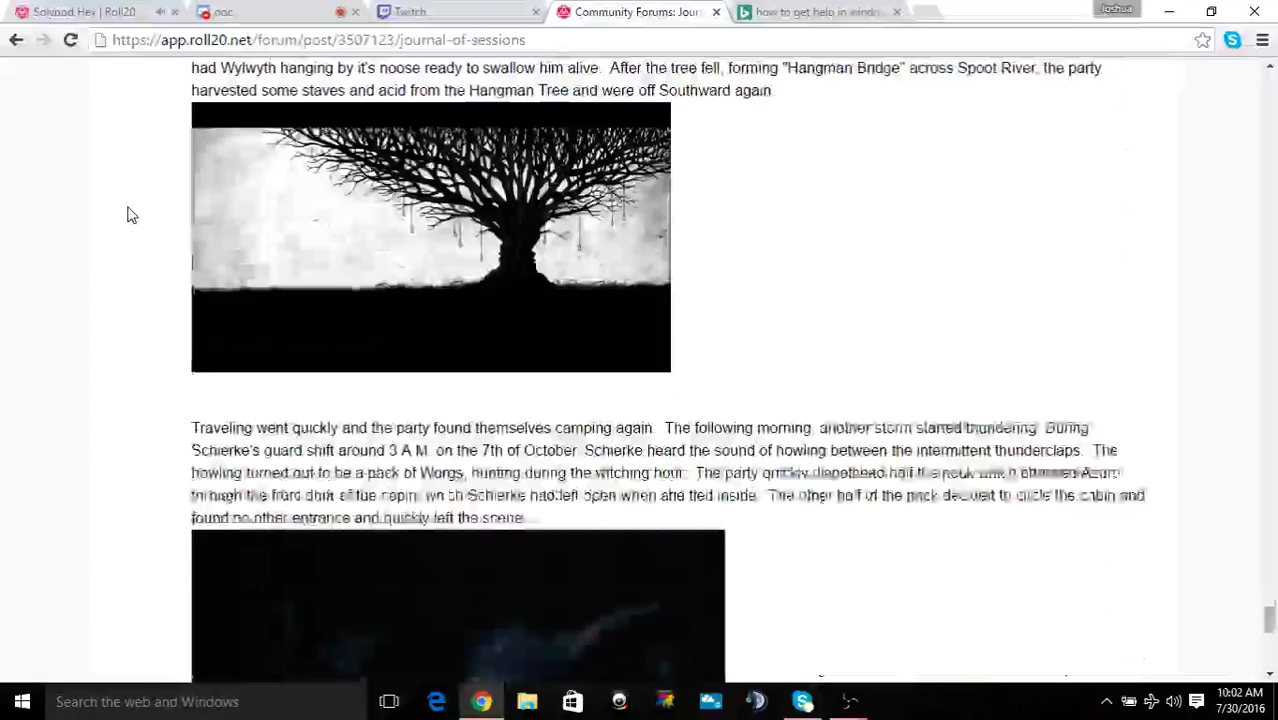 Solvnod Hex | Roll20
ooc
Twitch
Community Forums: Jour
how to get help in windo
Joshua
https://app.roll20.net/forum/post/3507123/journal-of-sessions
had Wylwyth hanging by it's noose ready to swallow him alive. After the tree fell, forming "Hangman Bridge" across Spoot River, the party
harvested some staves and acid from the Hangman Tree and were off Southward again
Traveling went quickly and the party found themselves camping again. The following morning, another storm started thundering. During
Schierke's guard shift around 3 A.M. on the 7th of October, Schierke heard the sound of howling between the intermittent thunderclaps. The
howling turned out to be a pack of Worgs, hunting during the witching hour. The party quickly half the
through the front of the which Schierke had left open when she fled inside. The other half of the pack to circle the cabin and
found no other entrance and quickly left the scene
Search the web and Windows
10:02 AM
7/30/2016